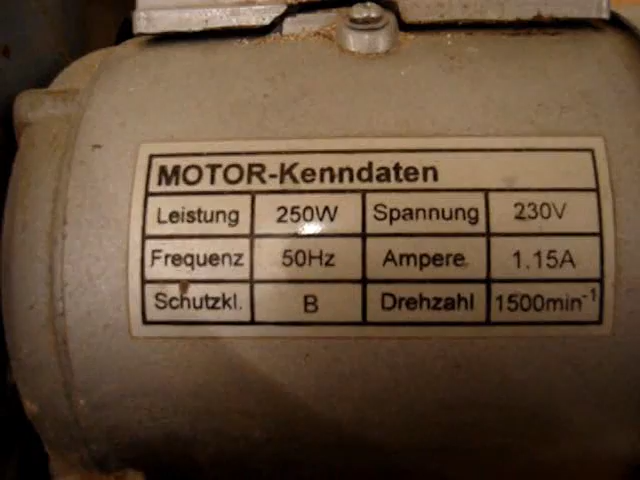 MOTOR-Kenndaten
Leistung 250W Spannung 230V
Frequenz 50Hz Ampere 1.15A
Schutzkl. B Drehzahl 1500min⁻¹